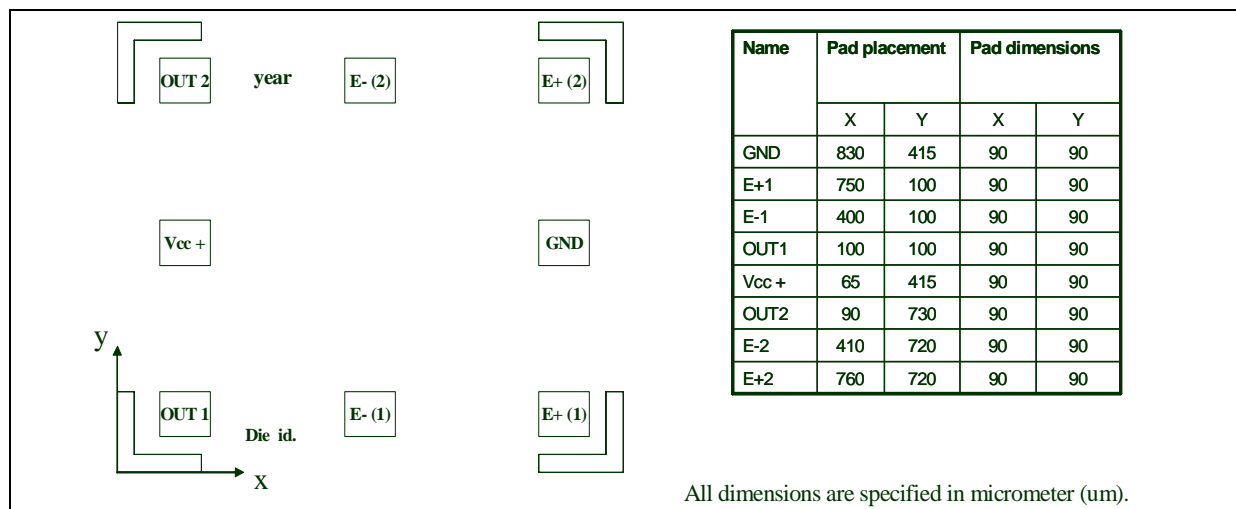 OUT 2 year E- (2) E+ (2)
Vcc + GND
y
OUT 1 E- (1) E+ (1)
Die id.
x
Name Pad placement Pad dimensions
X Y X Y
GND 830 415 90 90
E+1 750 100 90 90
E-1 400 100 90 90
OUT1 100 100 90 90
Vcc + 65 415 90 90
OUT2 90 730 90 90
E-2 410 720 90 90
E+2 760 720 90 90
All dimensions are specified in micrometer (um).